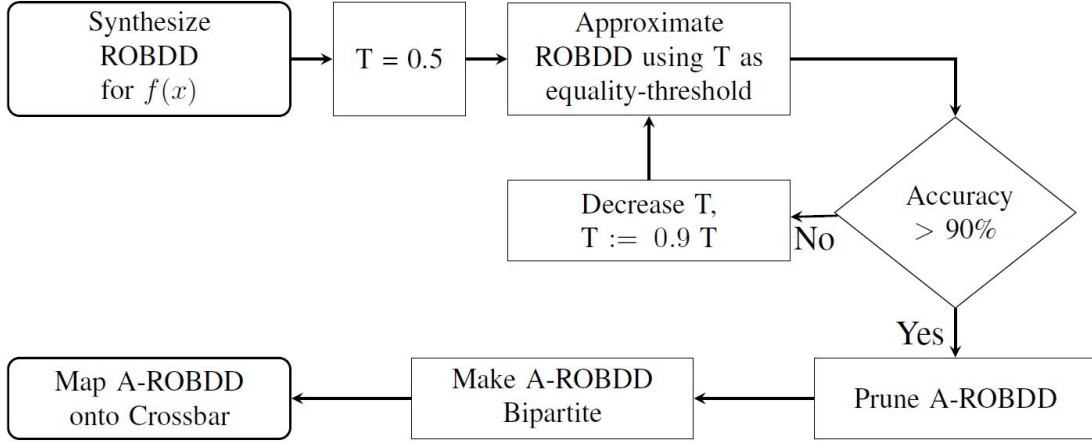 Synthesize
ROBDD
for f(x)
T = 0.5
Approximate
ROBDD using T as
equality-threshold
Accuracy
> 90%
No
Decrease T,
T := 0.9 T
Yes
Prune A-ROBDD
Make A-ROBDD
Bipartite
Map A-ROBDD
onto Crossbar